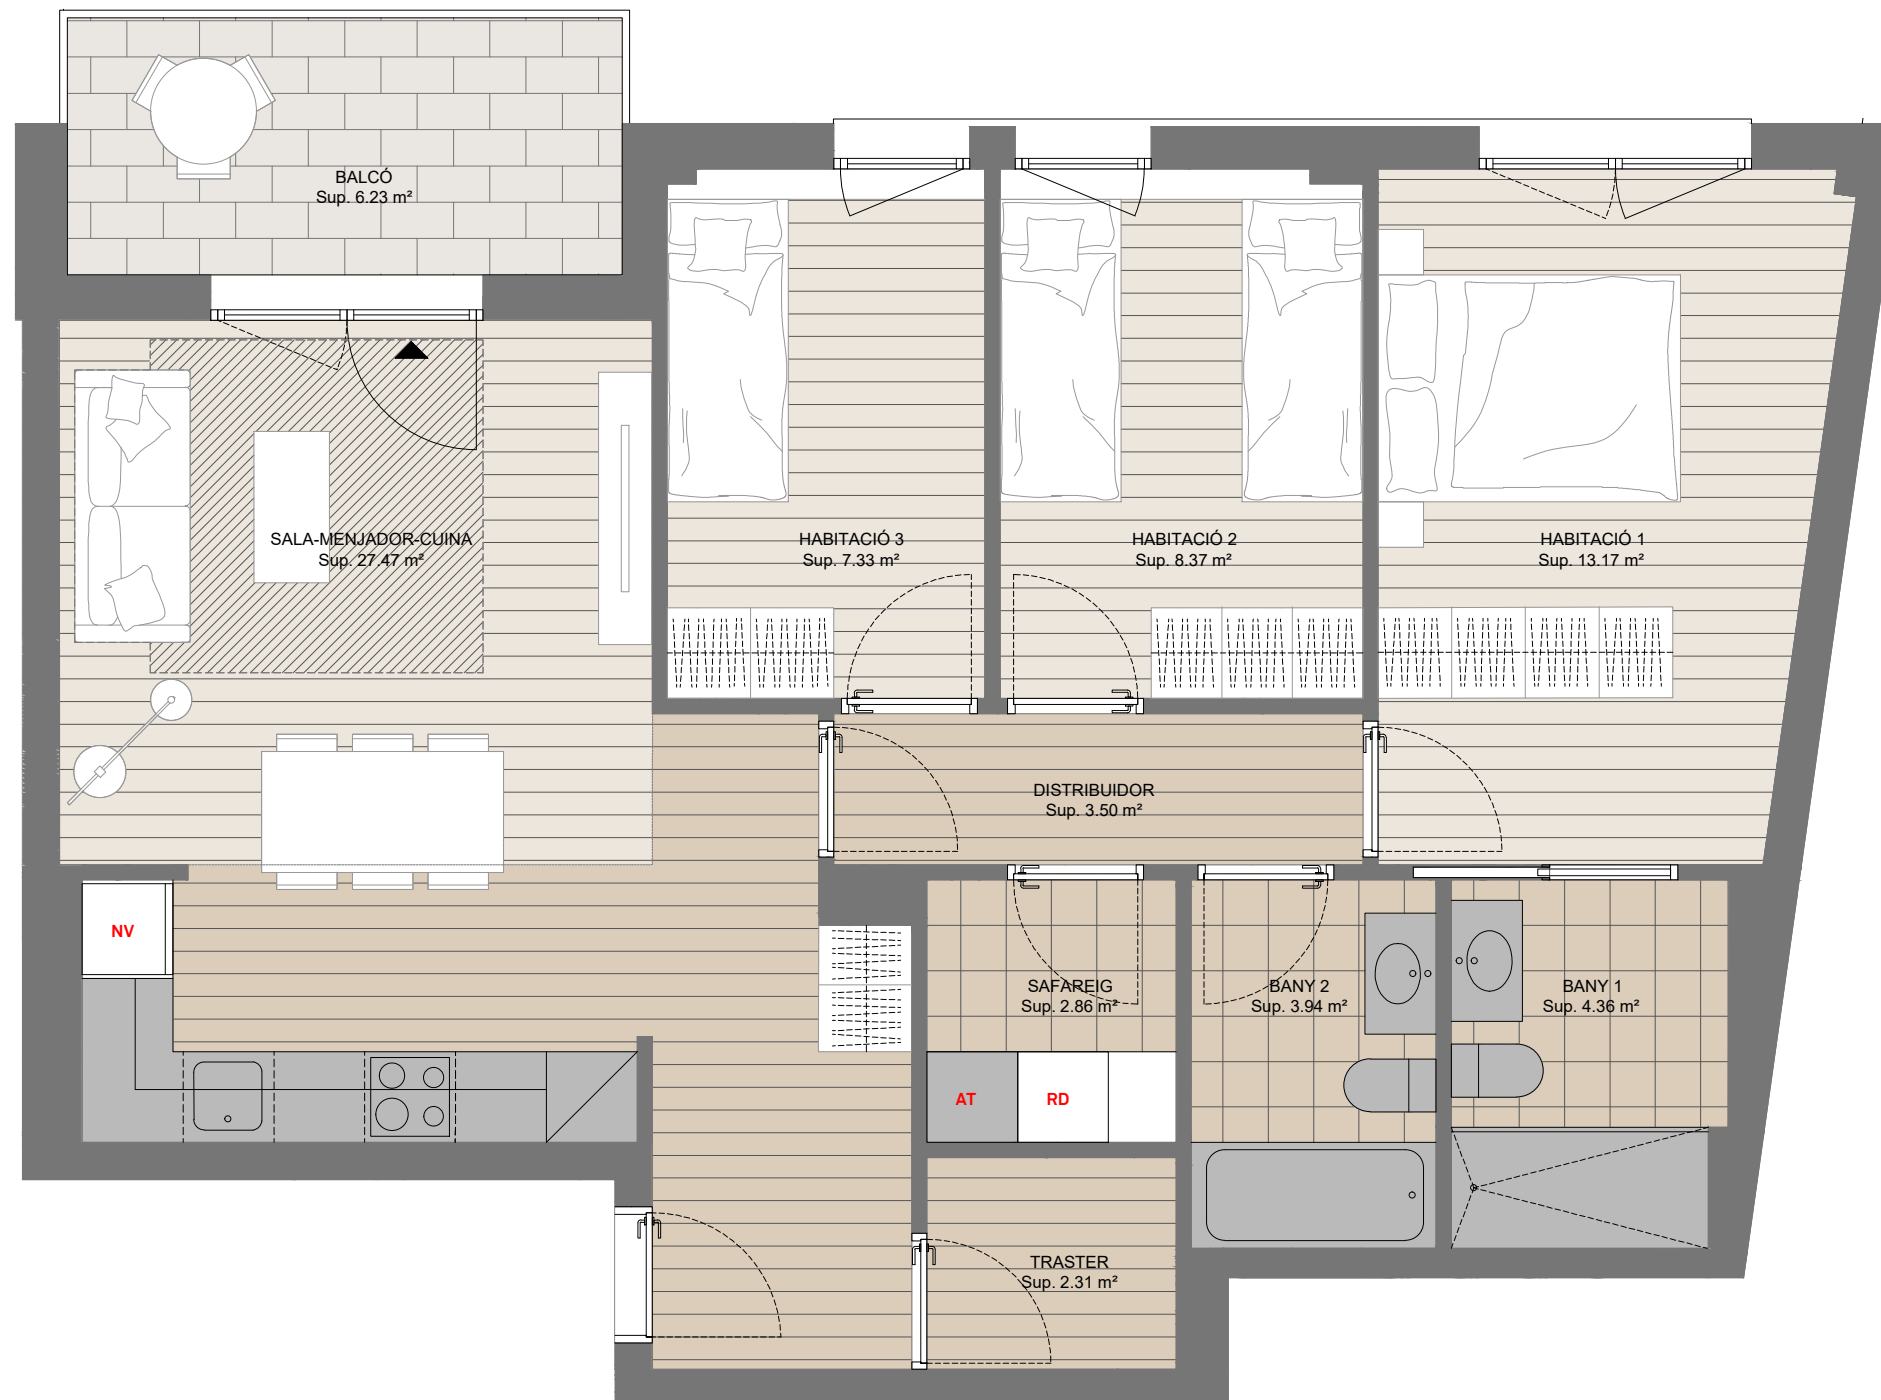 BALCÓ
Sup. 6.23 m²
SALA-MENJADOR-CUINA
Sup. 27.47 m²
HABITACIÓ 3
Sup. 7.33 m²
HABITACIÓ 2
Sup. 8.37 m²
HABITACIÓ 1
Sup. 13.17 m²
DISTRIBUIDOR
Sup. 3.50 m²
NV
SAFAREIG
Sup. 2.86 m²
BANY 2
Sup. 3.94 m²
BANY 1
Sup. 4.36 m²
AT
RD
TRASTER
Sup. 2.31 m²